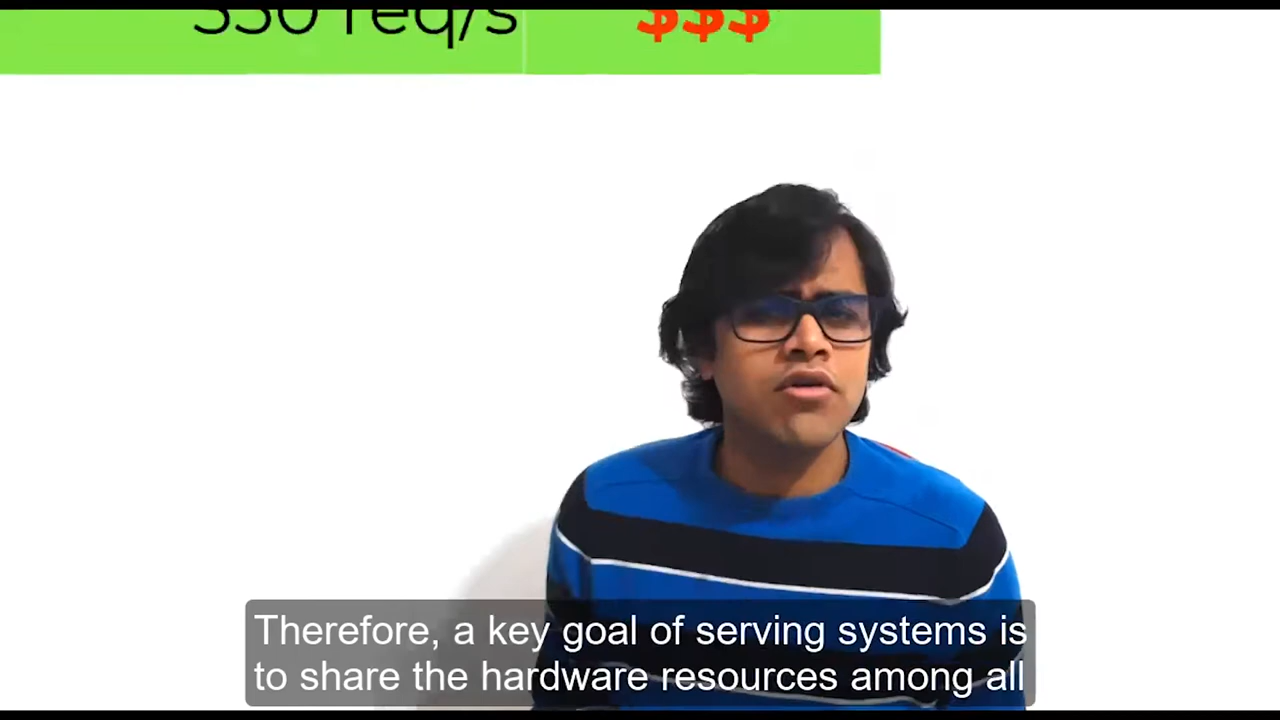 req/s $$$
Therefore, a key goal of serving systems is
to share the hardware resources among all